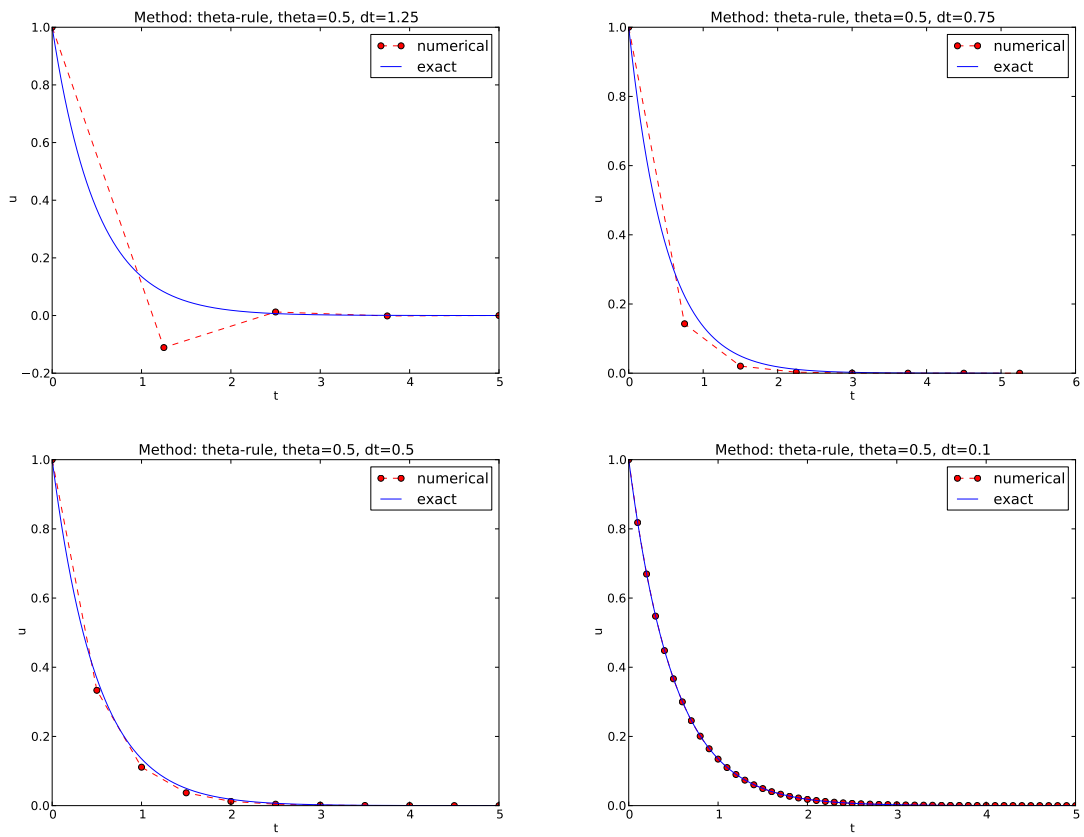 Method: theta-rule, theta=0.5, dt=1.25
1.0
0.8
0.6
0.4
0.2
0.0
−0.2
u
numerical
exact
0 1 2 3 4 5
t
Method: theta-rule, theta=0.5, dt=0.75
1.0
0.8
0.6
0.4
0.2
0.0
u
numerical
exact
0 1 2 3 4 5 6
t
Method: theta-rule, theta=0.5, dt=0.5
1.0
0.8
0.6
0.4
0.2
0.0
u
numerical
exact
0 1 2 3 4 5
t
Method: theta-rule, theta=0.5, dt=0.1
1.0
0.8
0.6
0.4
0.2
0.0
u
numerical
exact
0 1 2 3 4 5
t